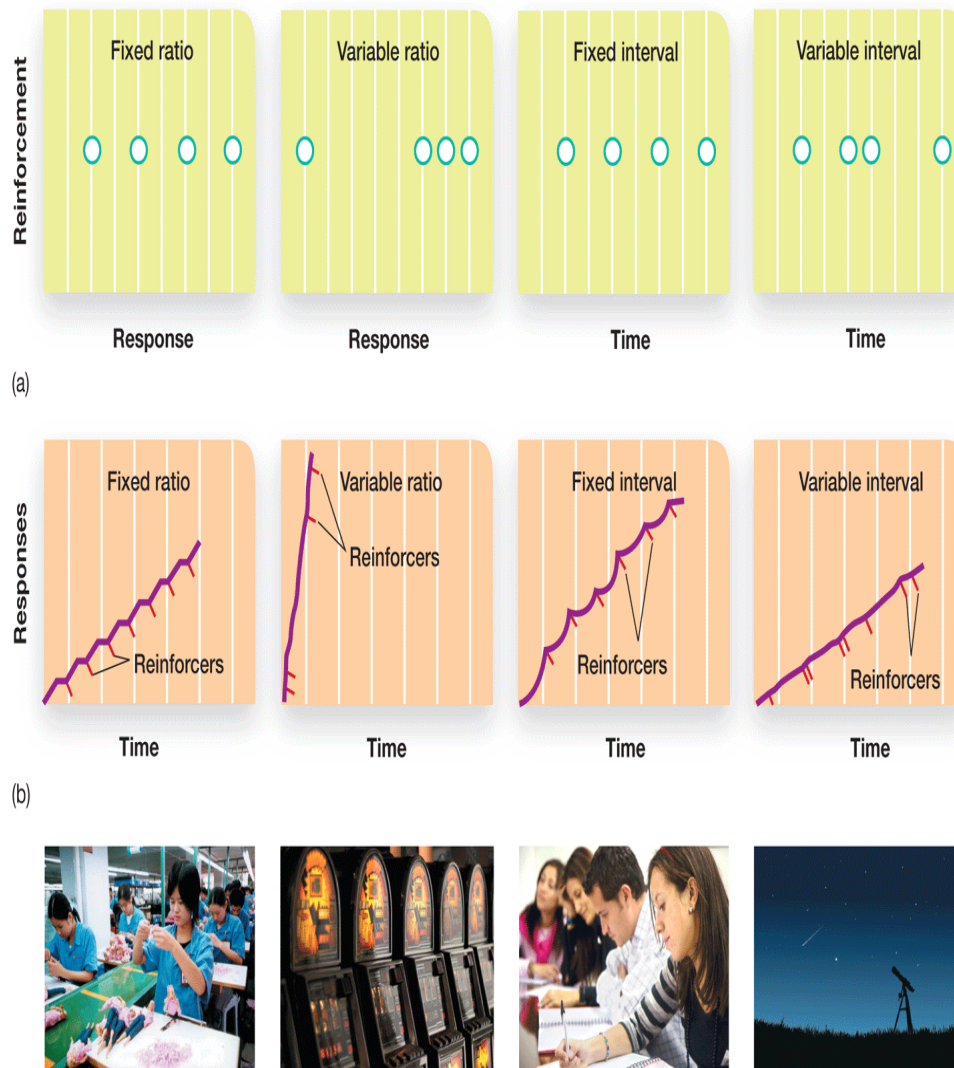 Reinforcement
Fixed ratio
Variable ratio
Fixed interval
Variable interval
Response
Response
Time
Time
(a)
Responses
Fixed ratio
Variable ratio
Fixed interval
Variable interval
Reinforcers
Reinforcers
Reinforcers
Reinforcers
Time
Time
Time
Time
(b)